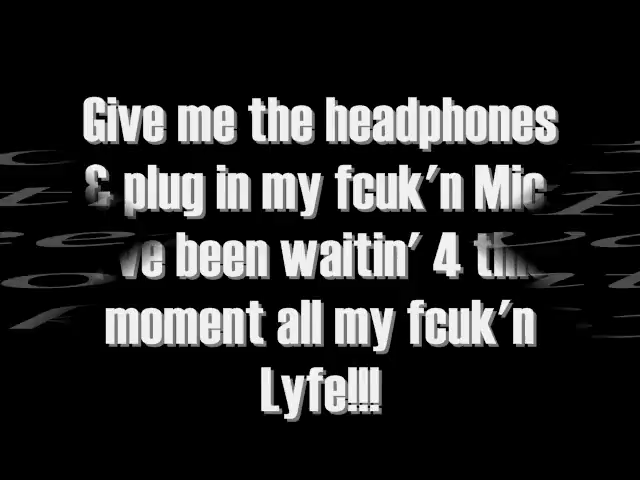 Give me the headphones
& plug in my fcuk'n Mic
been waitin' 4
moment all my fcuk'n
Lyfe!!!